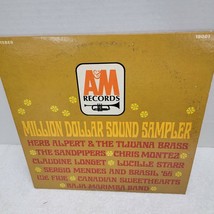 A&M
RECORDS
MILLION DOLLAR SOUND SAMPLER
HERB ALPERT & THE TIJUANA BRASS
THE SANDPIPERS CHRIS MONTEZ
CLAUDINE LONGET LUCILLE STARR
SERGIO MENDES AND BRASIL '66
WE FIVE CANADIAN SWEETHEARTS
BAJA MARIMBA BAND